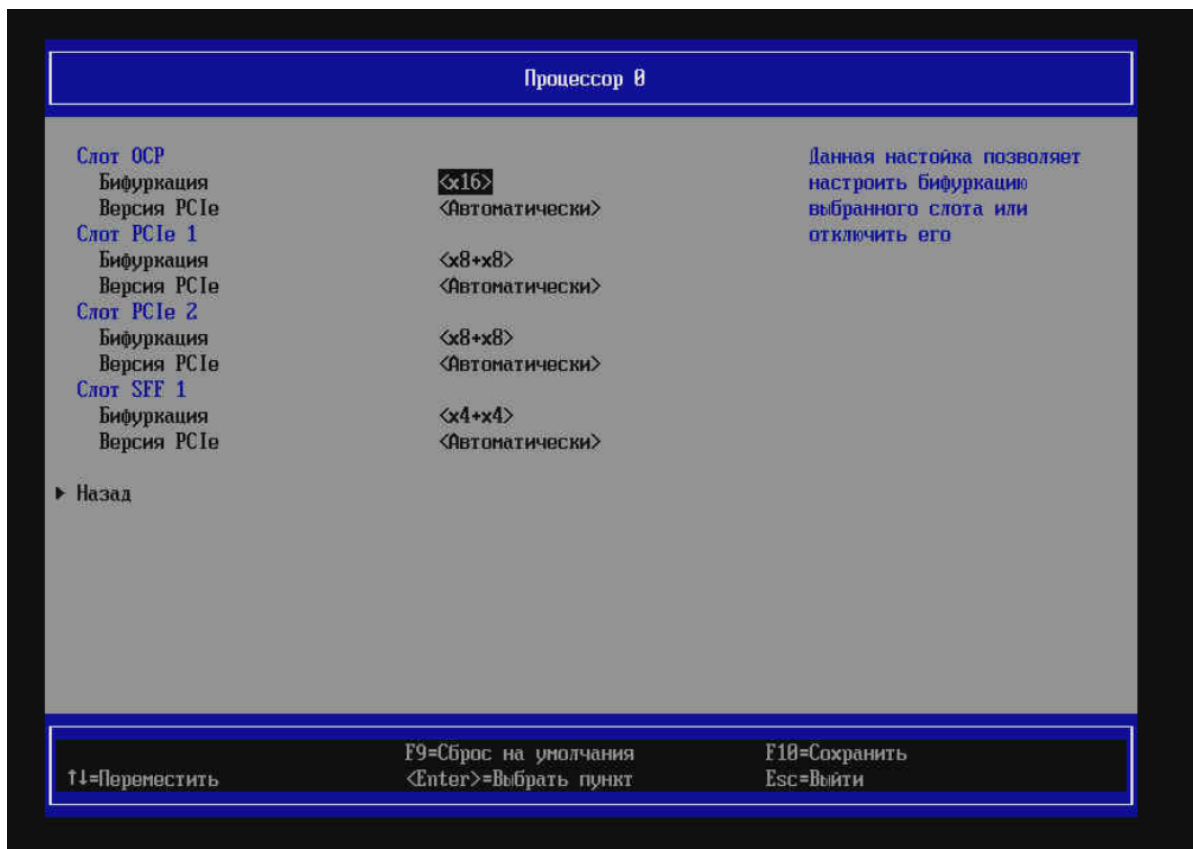 Процессор 0
Слот OCP
Бифуркация <x16>
Версия PCIe <Автоматически>
Слот PCIe 1
Бифуркация <x8+x8>
Версия PCIe <Автоматически>
Слот PCIe 2
Бифуркация <x8+x8>
Версия PCIe <Автоматически>
Слот SFF 1
Бифуркация <x4+x4>
Версия PCIe <Автоматически>
▶ Назад
Данная настойка позволяет
настроить бифуркацию
выбранного слота или
отключить его
F9=Сброс на умолчания F10=Сохранить
↑↓=Переместить <Enter>=Выбрать пункт Esc=Выйти